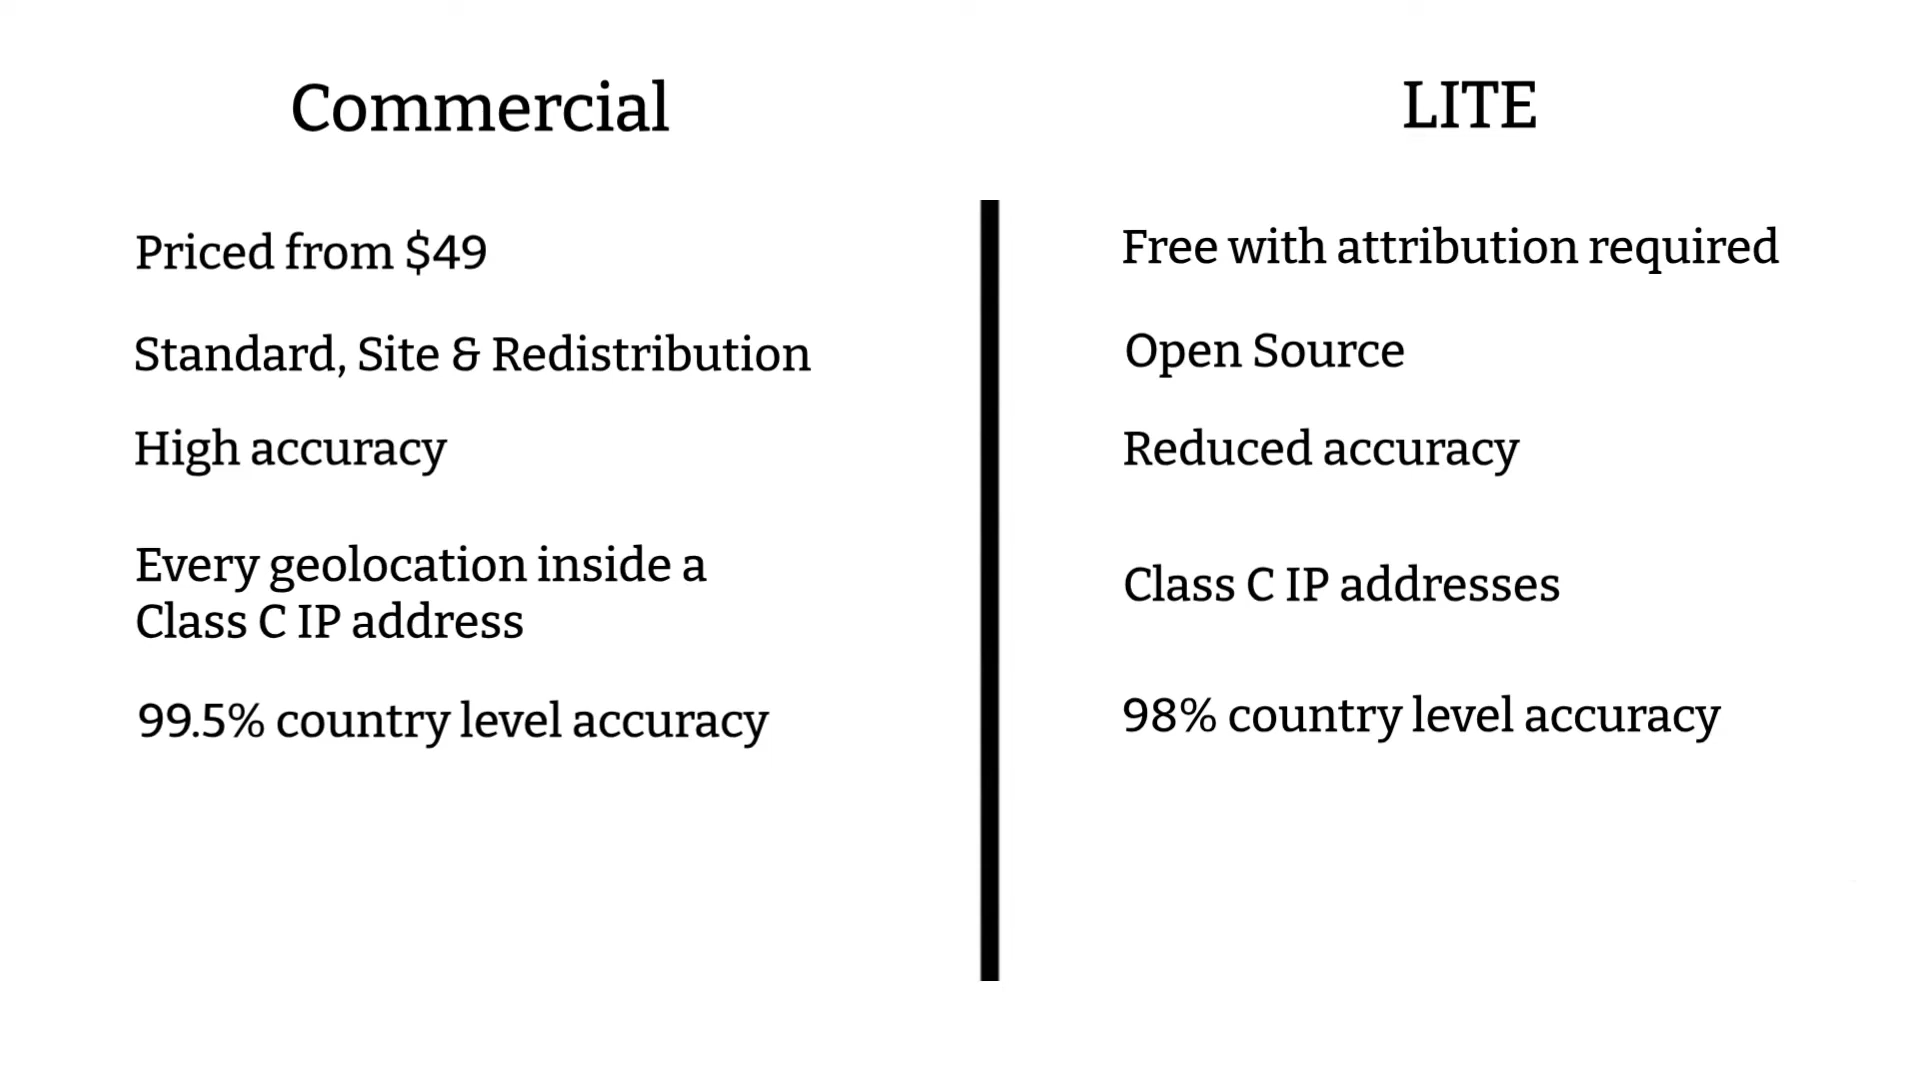 Commercial
Priced from $49
Standard, Site & Redistribution
High accuracy
Every geolocation inside a
Class C IP address
99.5% country level accuracy
LITE
Free with attribution required
Open Source
Reduced accuracy
Class C IP addresses
98% country level accuracy